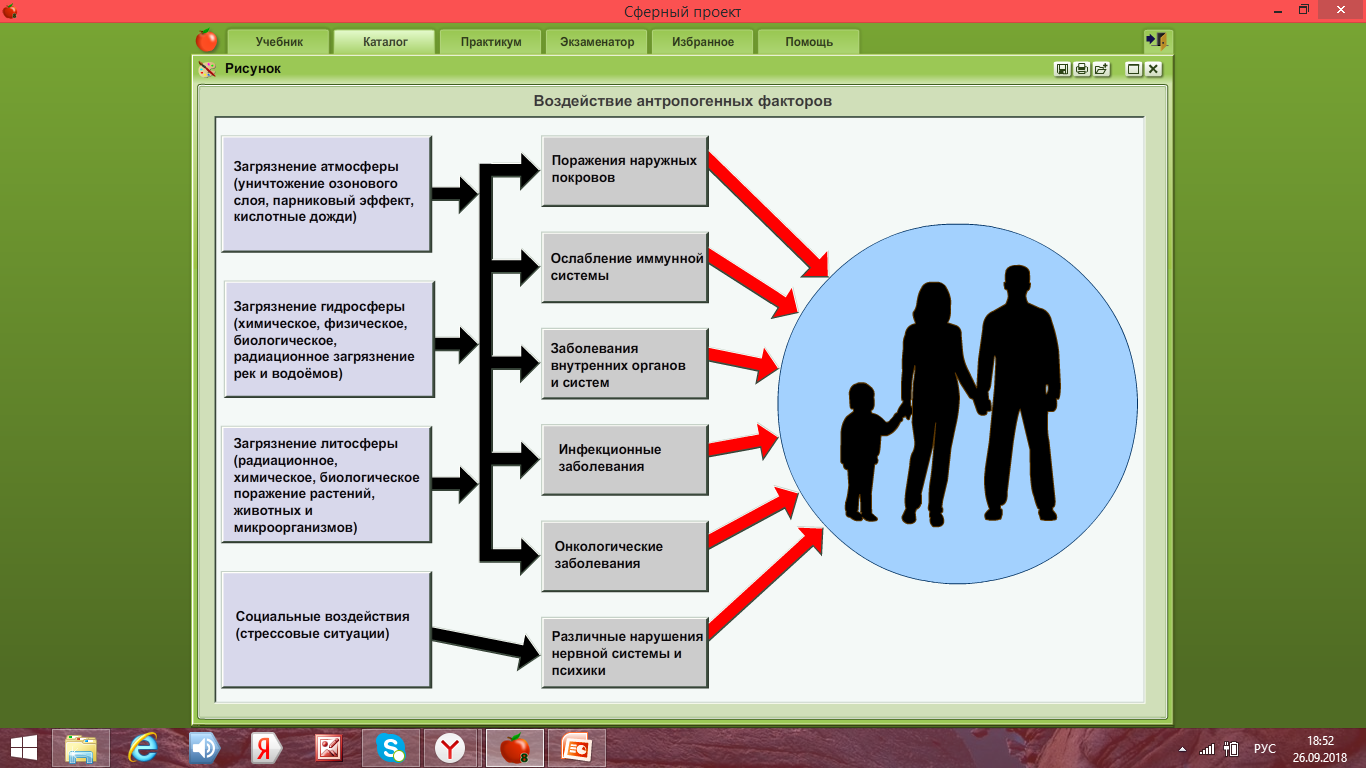 Сферный проект
Учебник
Каталог
Практикум
Экзаменатор
Избранное
Помощь
Рисунок
Воздействие антропогенных факторов
Загрязнение атмосферы
(уничтожение озонового
слоя, парниковый эффект,
кислотные дожди)
Загрязнение гидросферы
(химическое, физическое,
биологическое,
радиационное загрязнение
рек и водоёмов)
Загрязнение литосферы
(радиационное,
химическое, биологическое
поражение растений,
животных и
микроорганизмов)
Социальные воздействия
(стрессовые ситуации)
Поражения наружных
покровов
Ослабление иммунной
системы
Заболевания
внутренних органов
и систем
Инфекционные
заболевания
Онкологические
заболевания
Различные нарушения
нервной системы и
психики
8
РУС
18:52
26.09.2018